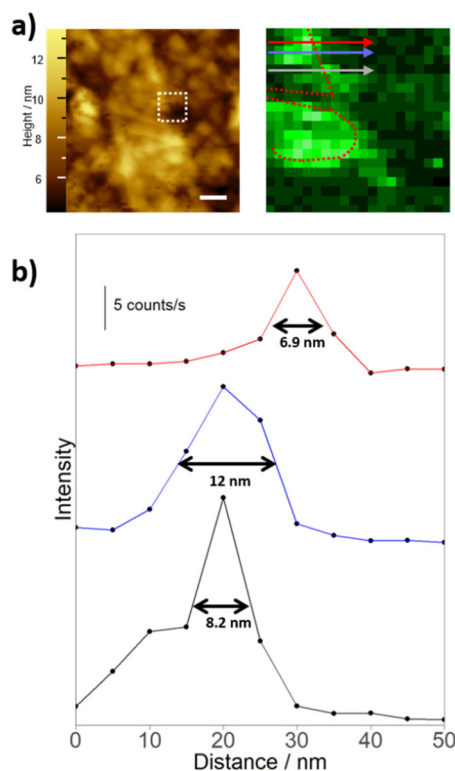 a)
Height / nm
12
10
8
6
b)
5 counts/s
6.9 nm
12 nm
8.2 nm
Intensity
0 10 20 30 40 50
Distance / nm